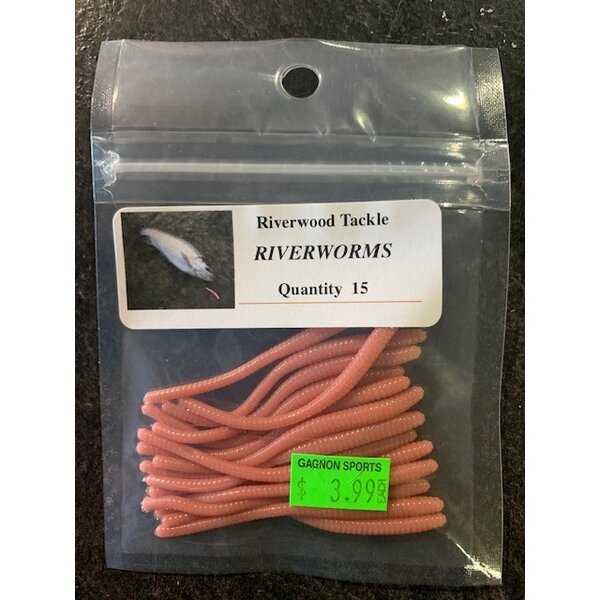 Riverwood Tackle
RIVERWORMS
Quantity 15
GAGNON SPORTS
$ 3.99 EACH